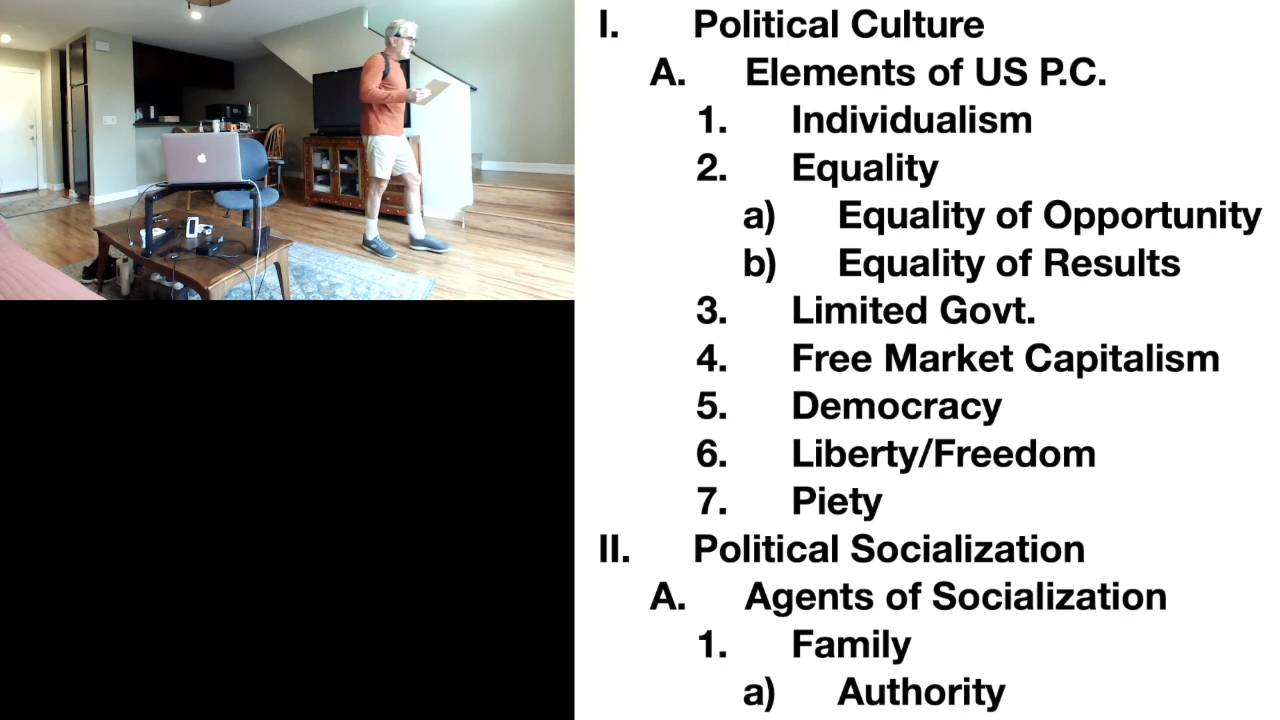 I. Political Culture
A. Elements of US P.C.
1. Individualism
2. Equality
a) Equality of Opportunity
b) Equality of Results
3. Limited Govt.
4. Free Market Capitalism
5. Democracy
6. Liberty/Freedom
7. Piety
II. Political Socialization
A. Agents of Socialization
1. Family
a) Authority